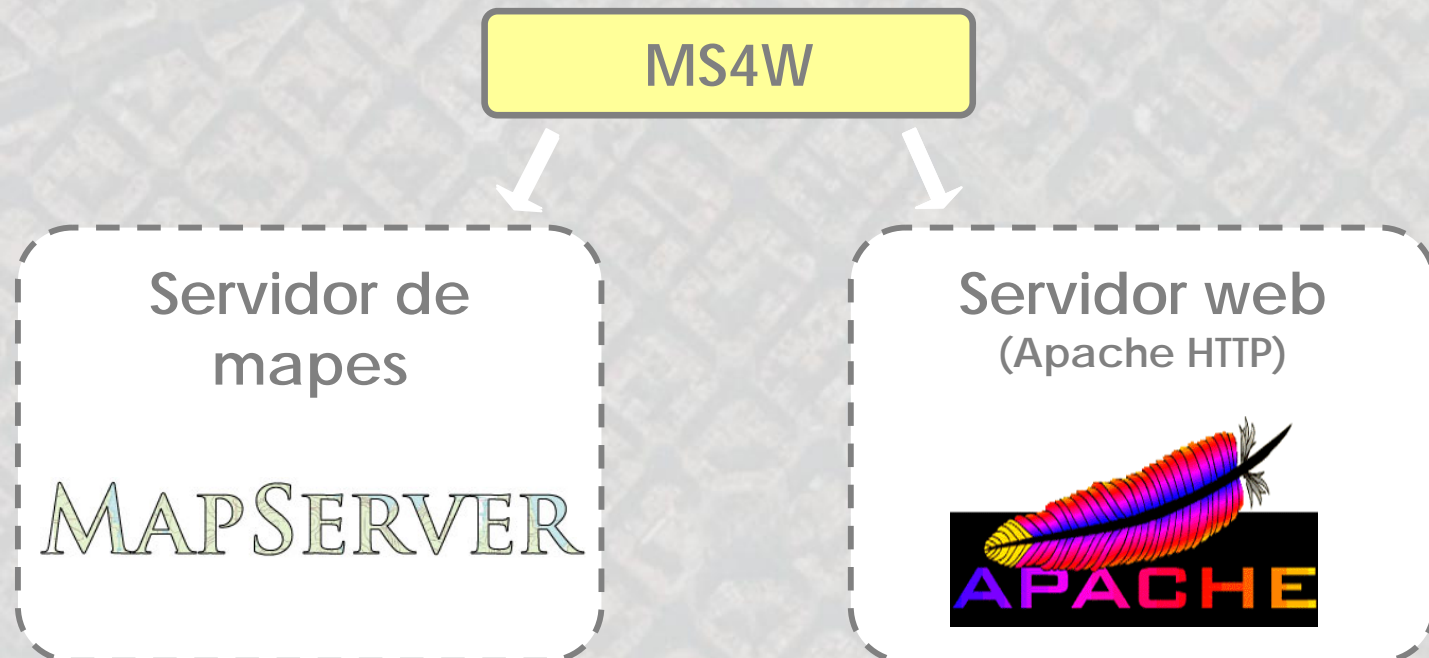 MS4W
Servidor de
mapes
MAPSERVER
Servidor web
(Apache HTTP)
APACHE